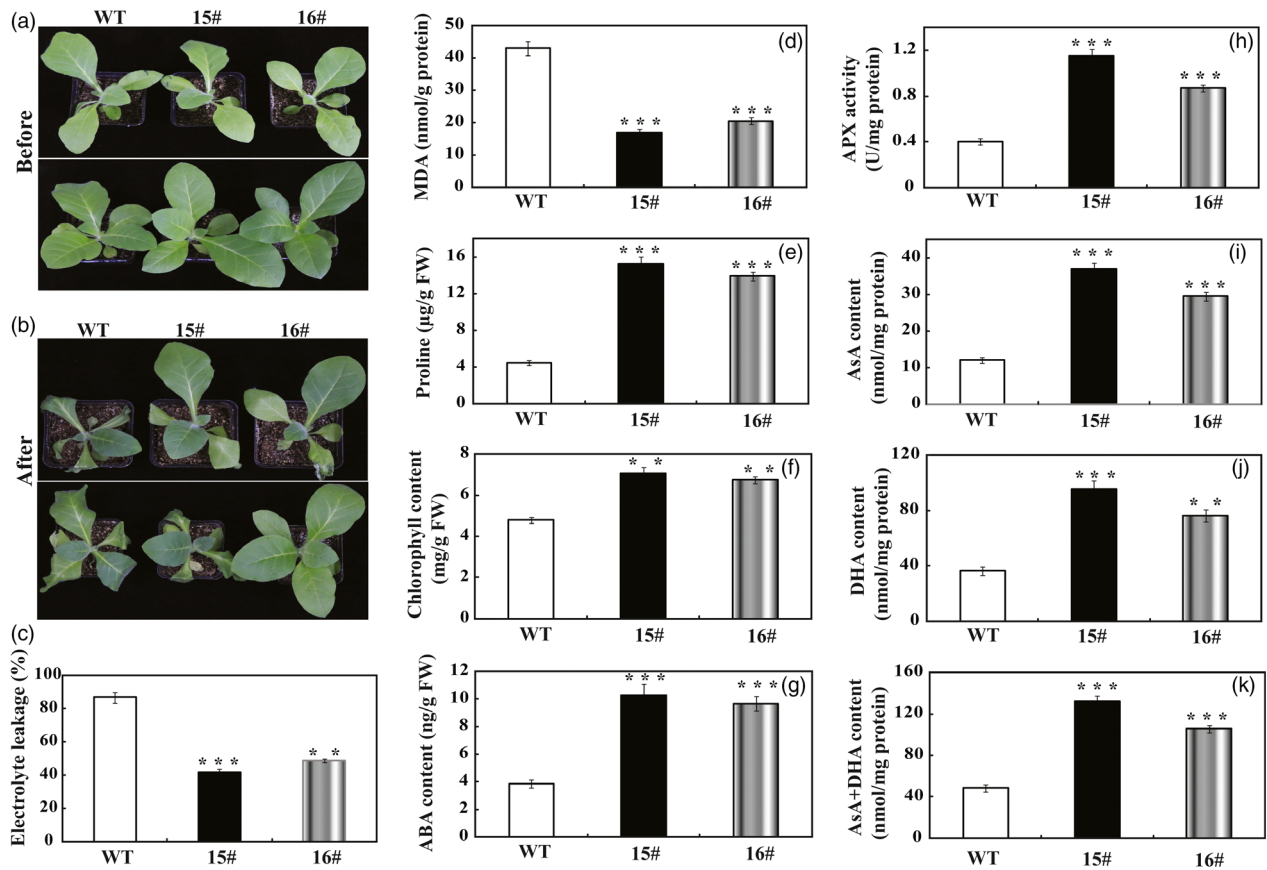 (a)
WT 15# 16#
Before
(b)
WT 15# 16#
After
(c)
Electrolyte leakage (%)
100
80
60
40
20
0
* * *
* *
WT 15# 16#
(d)
MDA (nmol/g protein)
50
40
30
20
10
0
* * *
* * *
WT 15# 16#
(e)
Proline (µg/g FW)
16
12
8
4
0
* * *
* * *
WT 15# 16#
(f)
Chlorophyll content
(mg/g FW)
8
6
4
2
0
* *
* *
WT 15# 16#
(g)
ABA content (ng/g FW)
12
10
8
6
4
2
0
* * *
* * *
WT 15# 16#
(h)
APX activity
(U/mg protein)
1.2
0.8
0.4
0
* * *
* * *
WT 15# 16#
(i)
AsA content
(nmol/mg protein)
40
30
20
10
0
* * *
* * *
WT 15# 16#
(j)
DHA content
(nmol/mg protein)
120
80
40
0
* * *
* *
WT 15# 16#
(k)
AsA+DHA content
(nmol/mg protein)
160
120
80
40
0
* * *
* * *
WT 15# 16#